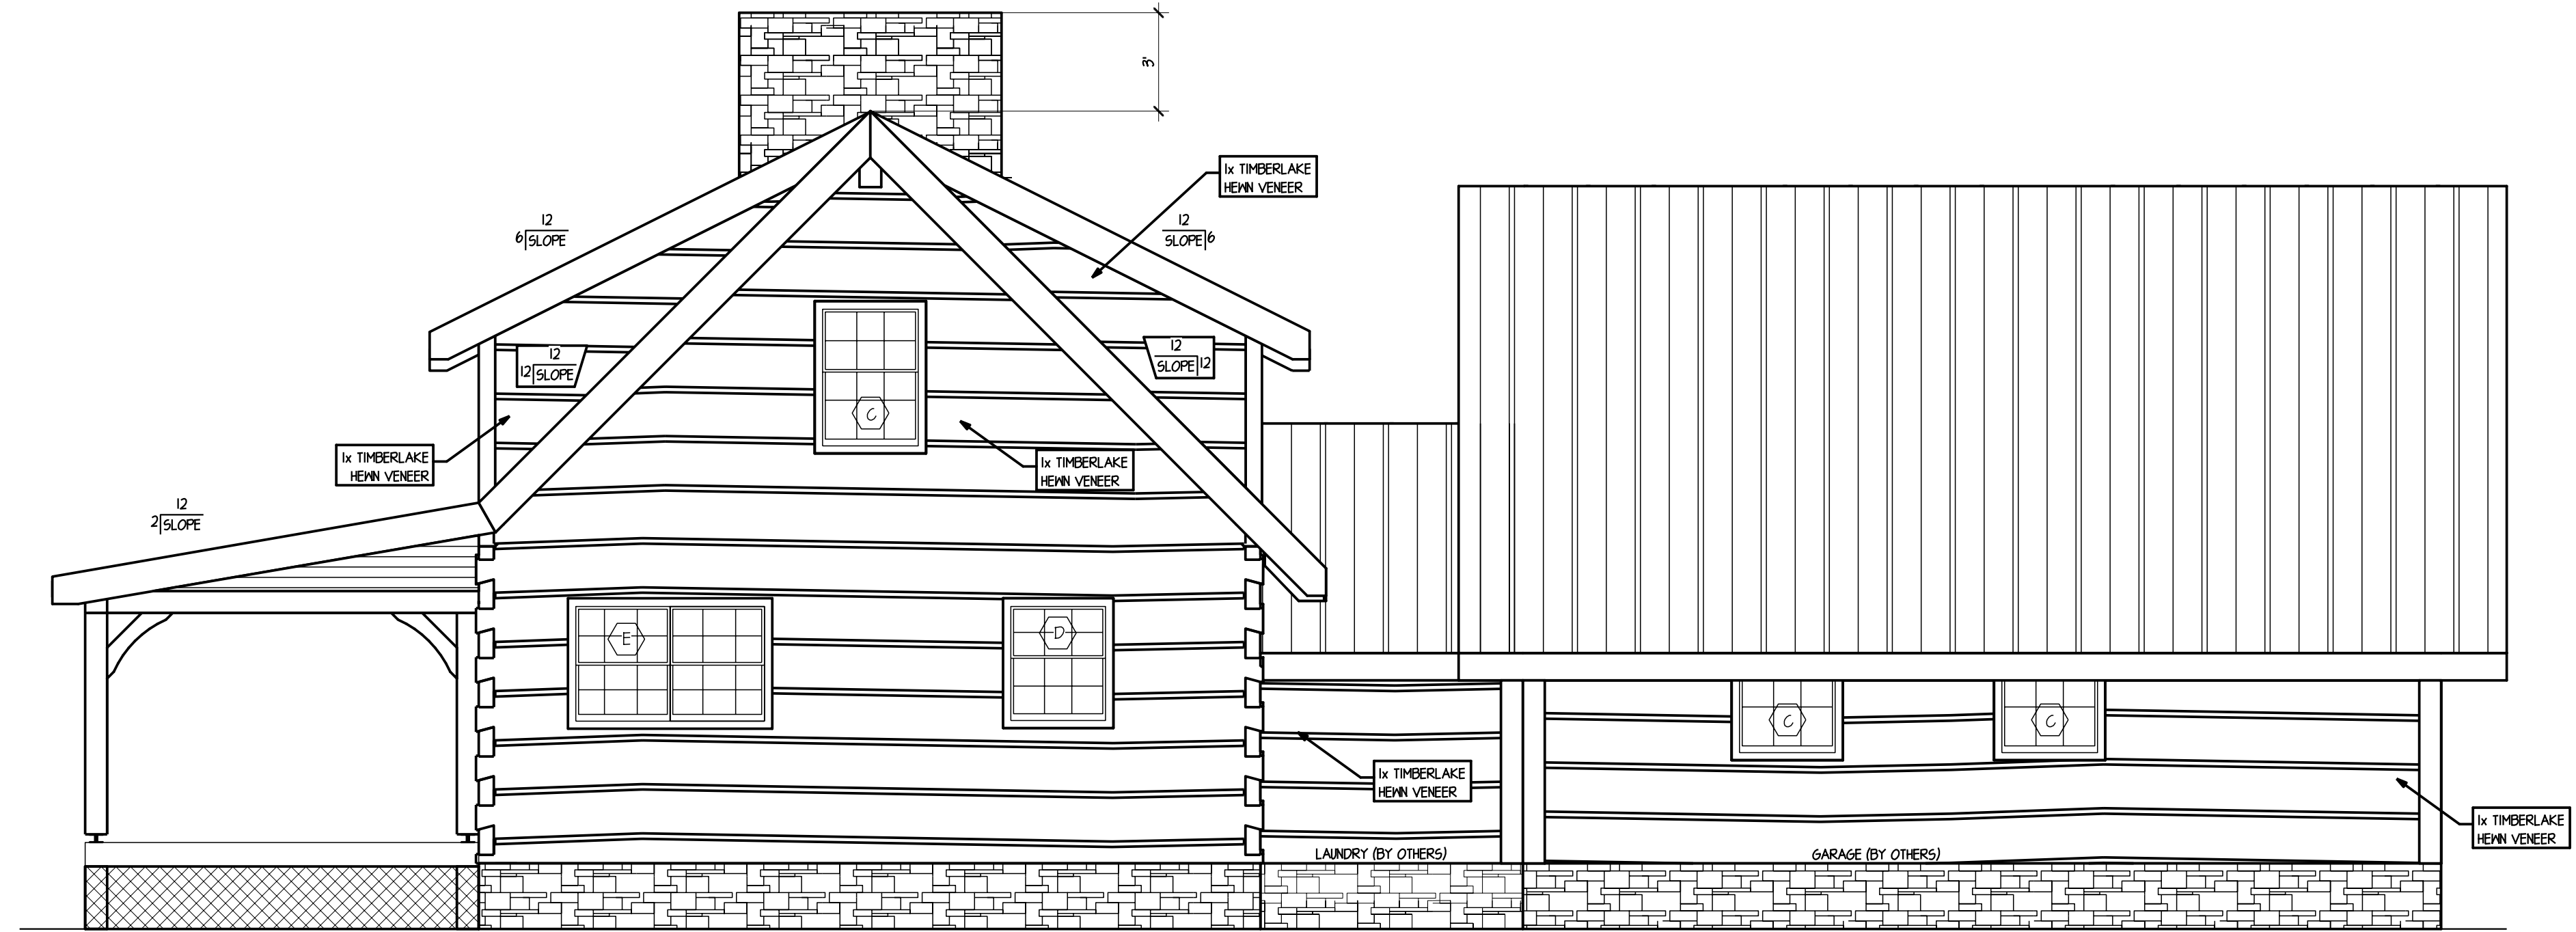 3'
1x TIMBERLAKE
HEWN VENEER
12
6 SLOPE
12
SLOPE 6
12
12 SLOPE
12
SLOPE 12
C
1x TIMBERLAKE
HEWN VENEER
1x TIMBERLAKE
HEWN VENEER
12
2 SLOPE
E
D
C
C
1x TIMBERLAKE
HEWN VENEER
1x TIMBERLAKE
HEWN VENEER
LAUNDRY (BY OTHERS)
GARAGE (BY OTHERS)